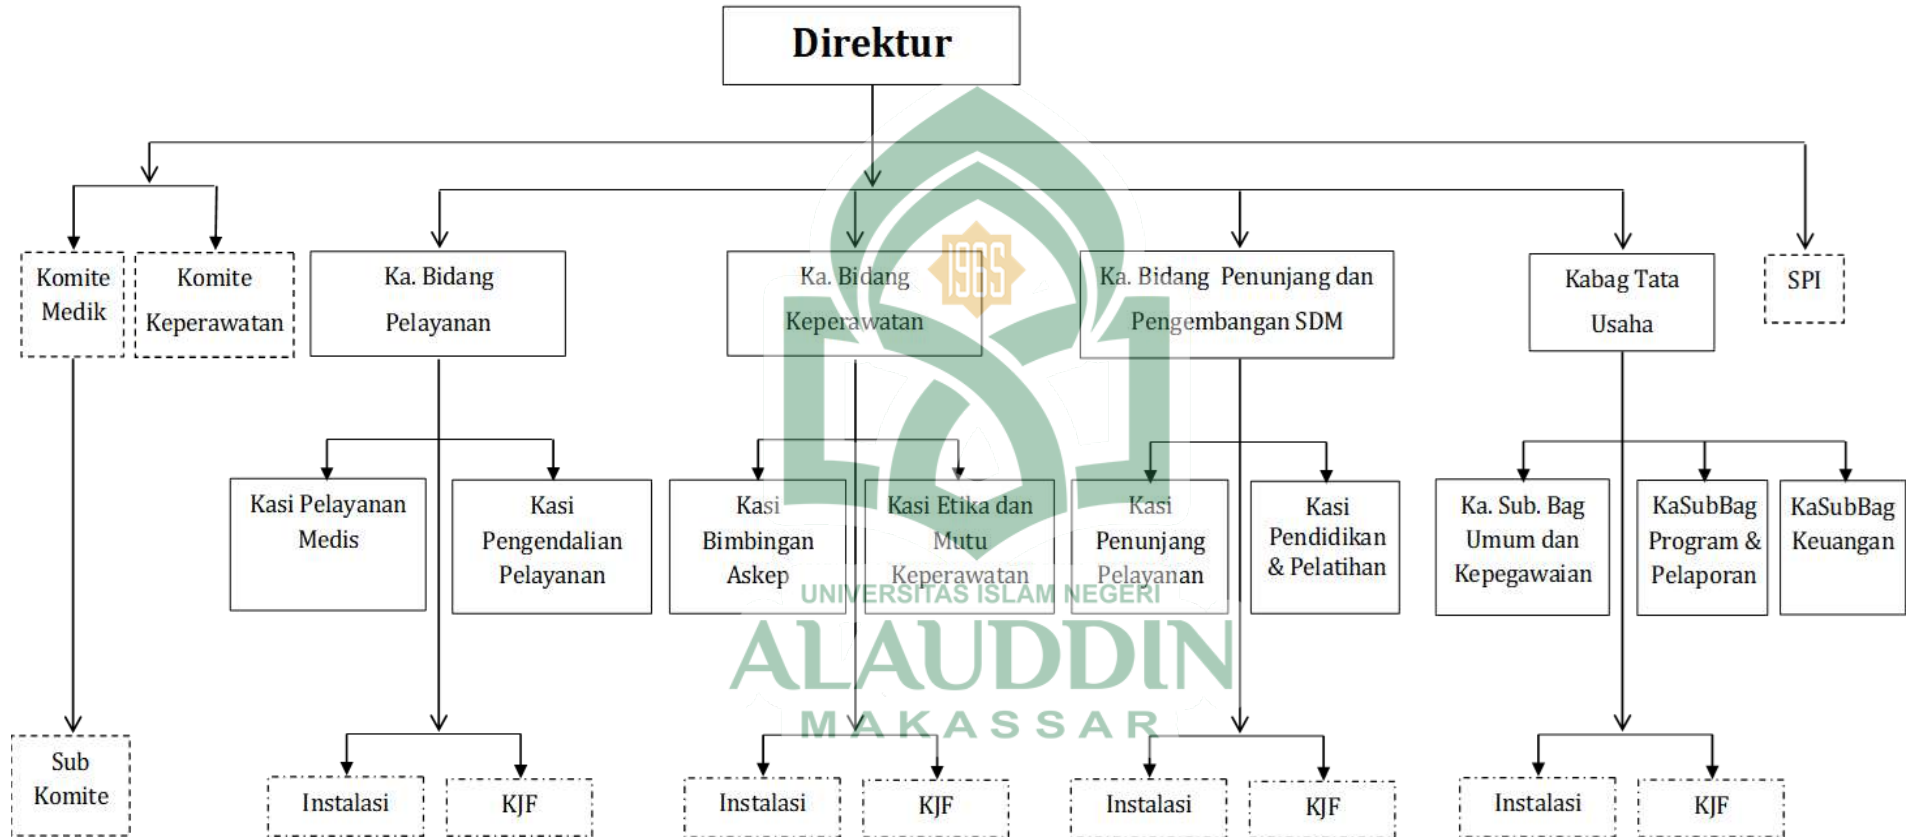 Direktur
Komite
Medik
Komite
Keperawatan
Ka. Bidang
Pelayanan
Ka. Bidang
Keperawatan
Ka. Bidang Penunjang dan
Pengembangan SDM
Kabag Tata
Usaha
SPI
1965
Kasi Pelayanan
Medis
Kasi
Pengendalian
Pelayanan
Kasi
Bimbingan
Askep
Kasi Etika dan
Mutu
Keperawatan
Kasi
Penunjang
Pelayanan
Kasi
Pendidikan
& Pelatihan
Ka. Sub. Bag
Umum dan
Kepegawaian
KaSubBag
Program &
Pelaporan
KaSubBag
Keuangan
UNIVERSITAS ISLAM NEGERI
ALAUDDIN
MAKASSAR
Sub
Komite
Instalasi
KJF
Instalasi
KJF
Instalasi
KJF
Instalasi
KJF